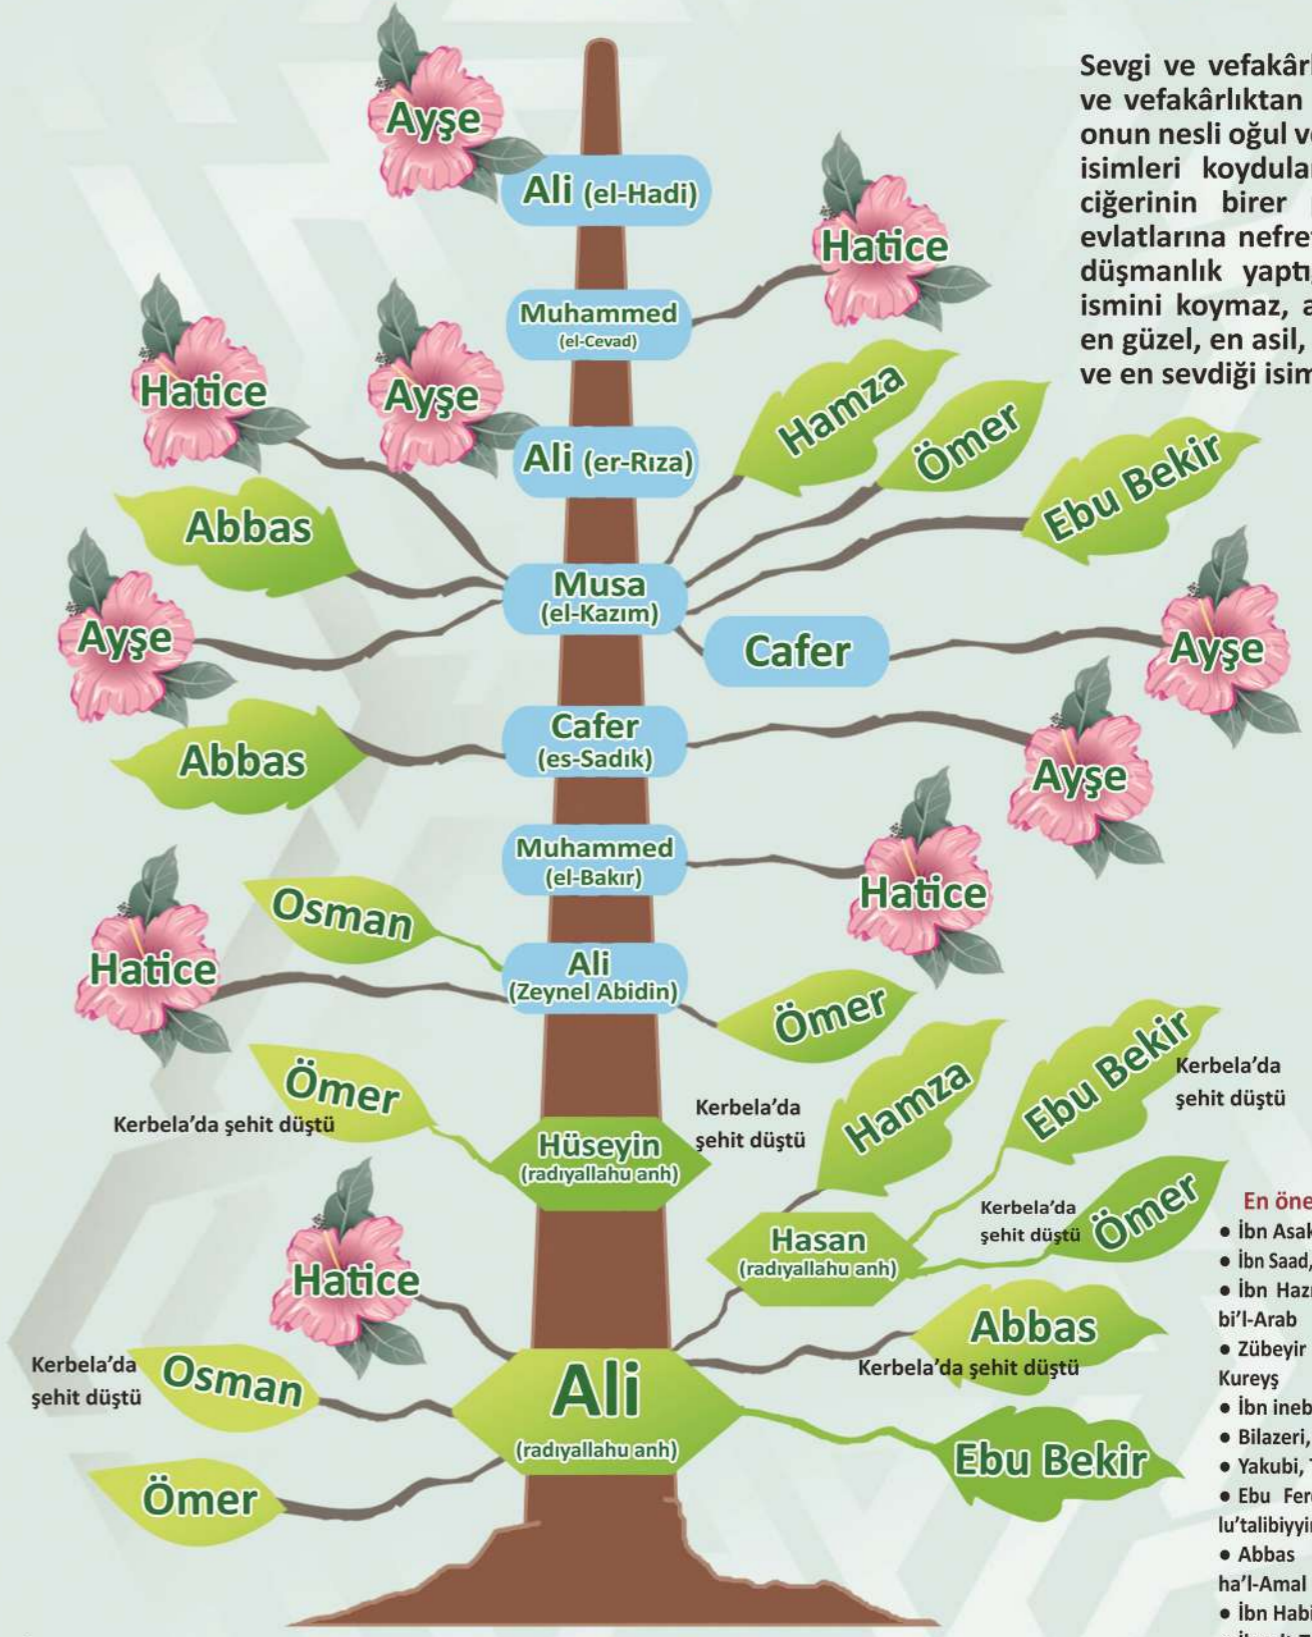 Sevgi ve vefakârl
ve vefakârlıktan
onun nesli oğul ve
isimleri koydular
ciğerinin birer
evlatlarına nefret
düşmanlık yaptı
ismini koymaz, a
en güzel, en asil,
ve en sevdiği isim
Ayşe
Ali (el-Hadi)
Hatice
Muhammed
(el-Cevad)
Hatice
Ayşe
Ali (er-Rıza)
Hamza
Ömer
Ebu Bekir
Abbas
Musa
(el-Kazım)
Ayşe
Cafer
Ayşe
Abbas
Cafer
(es-Sadık)
Ayşe
Muhammed
(el-Bakır)
Hatice
Osman
Hatice
Ali
(Zeynel Abidin)
Ömer
Ömer
Kerbela'da şehit düştü
Hüseyin
(radıyallahu anh)
Kerbela'da
şehit düştü
Hamza
Ebu Bekir
Kerbela'da
şehit düştü
Hatice
Hasan
(radıyallahu anh)
Kerbela'da
şehit düştü
Ömer
Abbas
Kerbela'da şehit düştü
Kerbela'da
şehit düştü
Osman
Ali
(radıyallahu anh)
Ebu Bekir
Ömer
En öne
• İbn Asak
• İbn Saad,
• İbn Hazı
bi'l-Arab
• Zübeyir
Kureyş
• İbn ineb
• Bilazeri,
• Yakubi,
• Ebu Fer
lu'talibiyyi
• Abbas
ha'l-Amal
• İbn Habi